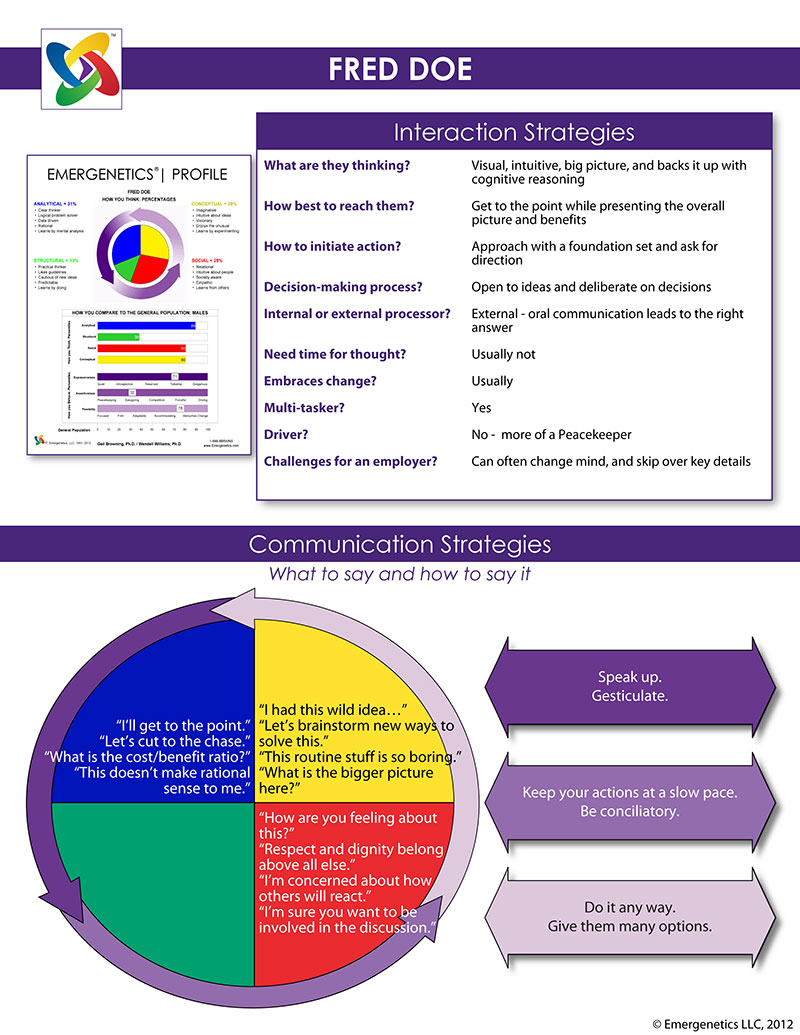 ™
FRED DOE
Interaction Strategies
What are they thinking?
Visual, intuitive, big picture, and backs it up with
cognitive reasoning
How best to reach them?
Get to the point while presenting the overall
picture and benefits
How to initiate action?
Approach with a foundation set and ask for
direction
Decision-making process?
Open to ideas and deliberate on decisions
Internal or external processor?
External - oral communication leads to the right
answer
Need time for thought?
Usually not
Embraces change?
Usually
Multi-tasker?
Yes
Driver?
No - more of a Peacekeeper
Challenges for an employer?
Can often change mind, and skip over key details
EMERGENETICS®| PROFILE
FRED DOE
HOW YOU THINK: PERCENTAGES
ANALYTICAL = 31%
• Clear thinker
• Logical problem solver
• Data driven
• Rational
• Learns by mental analysis
CONCEPTUAL =
• Imaginative
• Intuitive about ideas
• Visionary
• Enjoys the unusual
• Learns by experimenting
STRUCTURAL =
• Practical thinker
• Likes guidelines
• Cautious of new ideas
• Predictable
• Learns by doing
SOCIAL =
• Relational
• Intuitive about people
• Socially aware
• Empathic
• Learns from others
HOW YOU COMPARE TO THE GENERAL POPULATION: MALES
Analytical
Structural
Social
Conceptual
Expressiveness
Quiet Introspective Reserved Talkative Gregarious
Assertiveness
Peacekeeping Easygoing Competitive Forceful Driving
Flexibility
Focused Firm Adaptable Accommodating Welcomes Change
General Population: 0 10 20 30 40 50 60 70 80 90 100
Geil Browning, Ph.D. / Wendell Williams, Ph.D.
www.Emergenetics.com
Communication Strategies
What to say and how to say it
“I’ll get to the point.”
“Let’s cut to the chase.”
“What is the cost/benefit ratio?”
“This doesn’t make rational
sense to me.”
“I had this wild idea…”
“Let’s brainstorm new ways to
solve this.”
“This routine stuff is so boring.”
“What is the bigger picture
here?”
“How are you feeling about
this?”
“Respect and dignity belong
above all else.”
“I’m concerned about how
others will react.”
“I’m sure you want to be
involved in the discussion.”
Speak up.
Gesticulate.
Keep your actions at a slow pace.
Be conciliatory.
Do it any way.
Give them many options.
© Emergenetics LLC, 2012